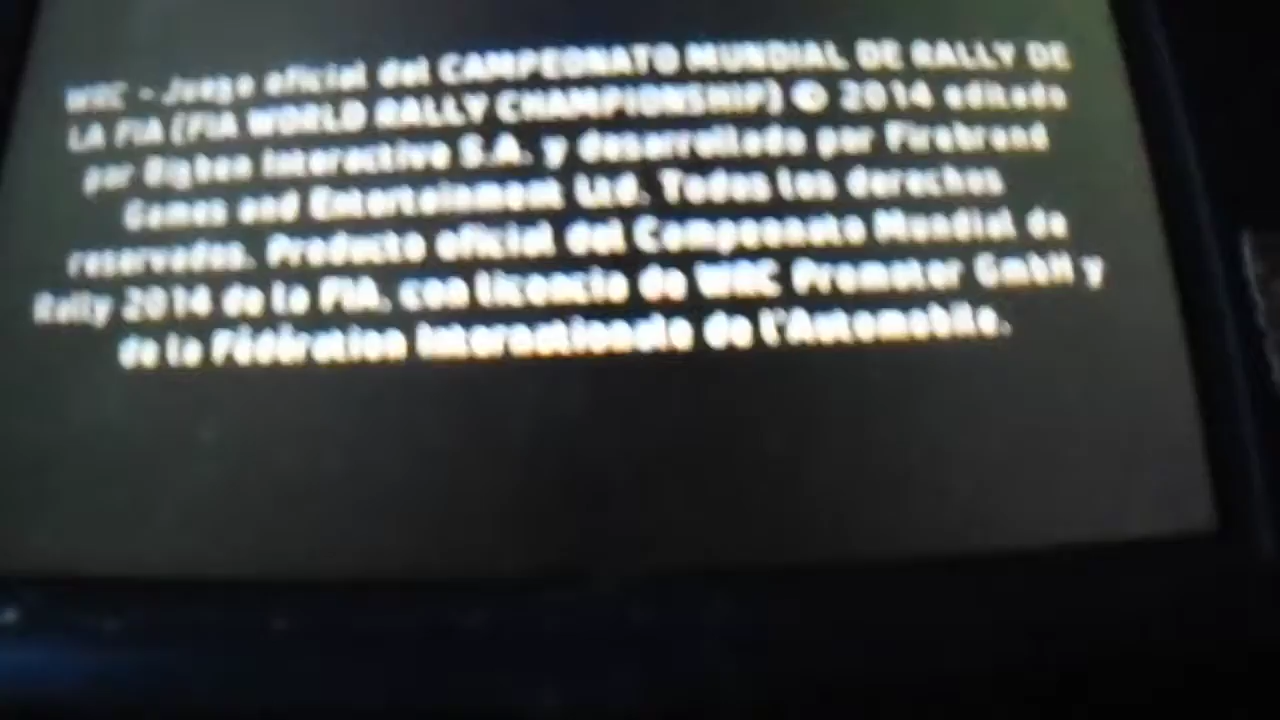 WRC - Juego oficial del CAMPEONATO MUNDIAL DE RALLY DE
LA FIA (FIA WORLD RALLY CHAMPIONSHIP) © 2014 editado
por Bigben Interactive S.A. y desarrollado por Firebrand
Games and Entertainment Ltd. Todos los derechos
reservados. Producto oficial del Campeonato Mundial de
Rally 2014 de la FIA, con licencia de WRC Promoter GmbH y
de la Fédération Internationale de l'Automobile.